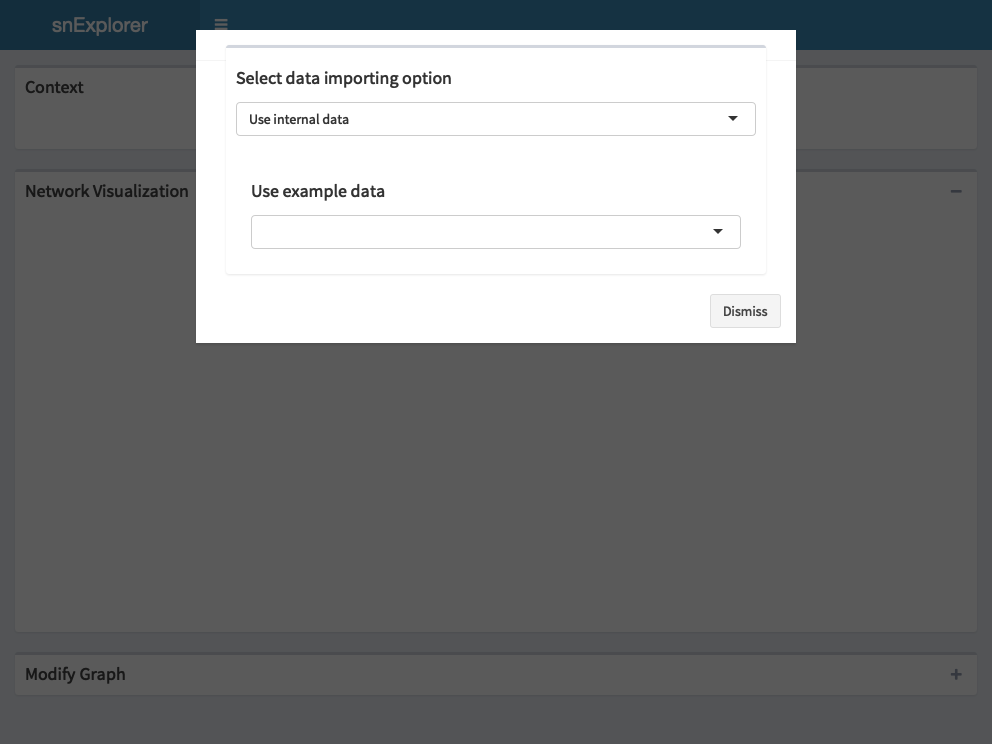 snExplorer
Context
Network Visualization
Select data importing option
Use internal data
Use example data
Dismiss
Modify Graph